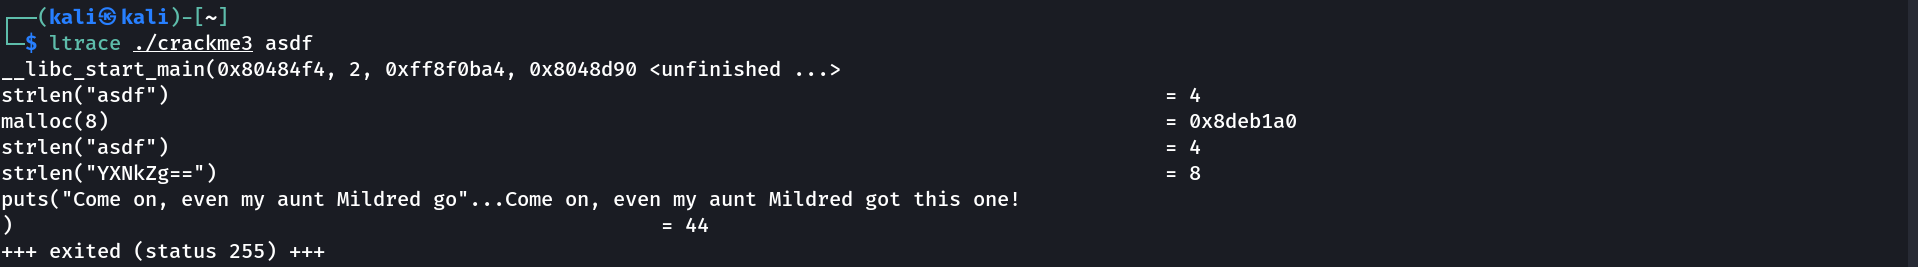 ┌──(kali㉿kali)-[~]
└─$ ltrace ./crackme3 asdf
__libc_start_main(0x80484f4, 2, 0xff8f0ba4, 0x8048d90 <unfinished ...>
strlen("asdf") = 4
malloc(8) = 0x8deb1a0
strlen("asdf") = 4
strlen("YXNkZg==") = 8
puts("Come on, even my aunt Mildred go"...Come on, even my aunt Mildred got this one!
) = 44
+++ exited (status 255) +++